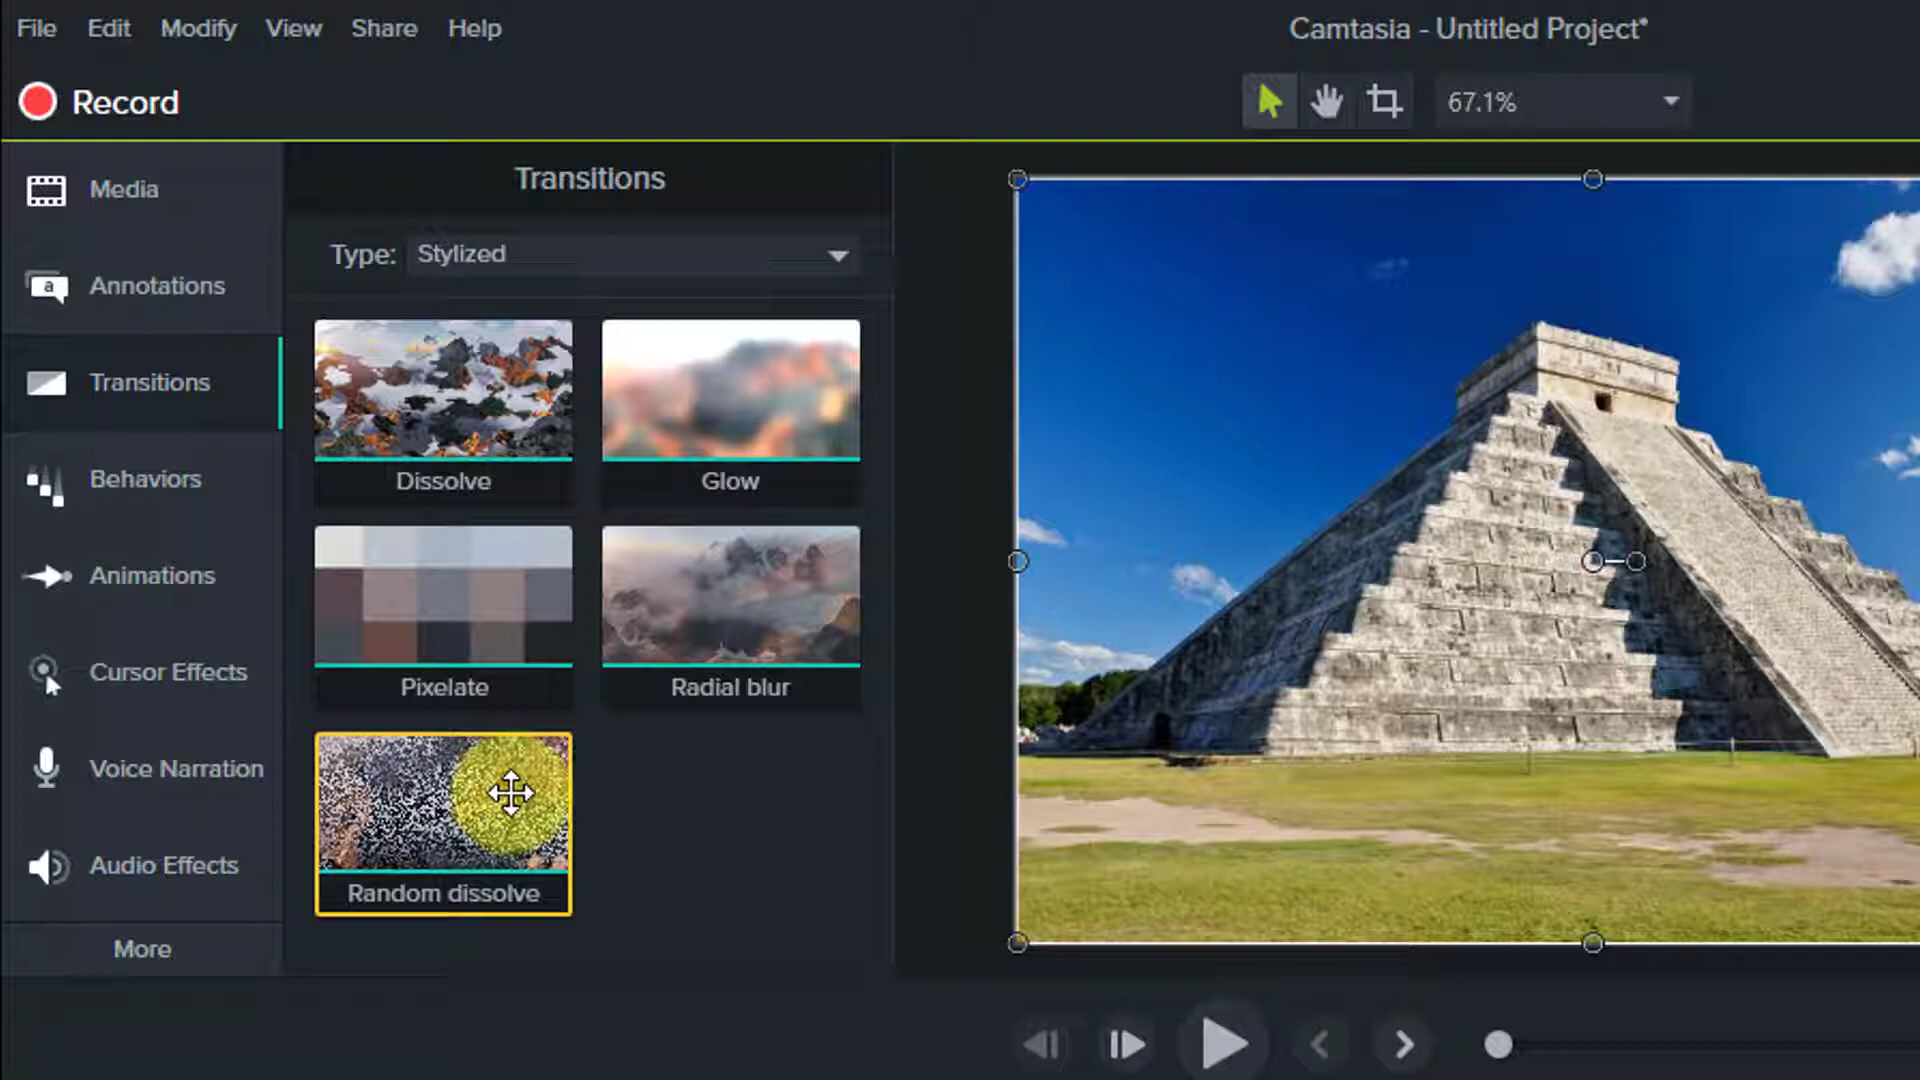 File Edit Modify View Share Help
Camtasia - Untitled Project*
Record
67.1%
Media
Annotations
Transitions
Behaviors
Animations
Cursor Effects
Voice Narration
Audio Effects
More
Transitions
Type: Stylized
Dissolve
Glow
Pixelate
Radial blur
Random dissolve